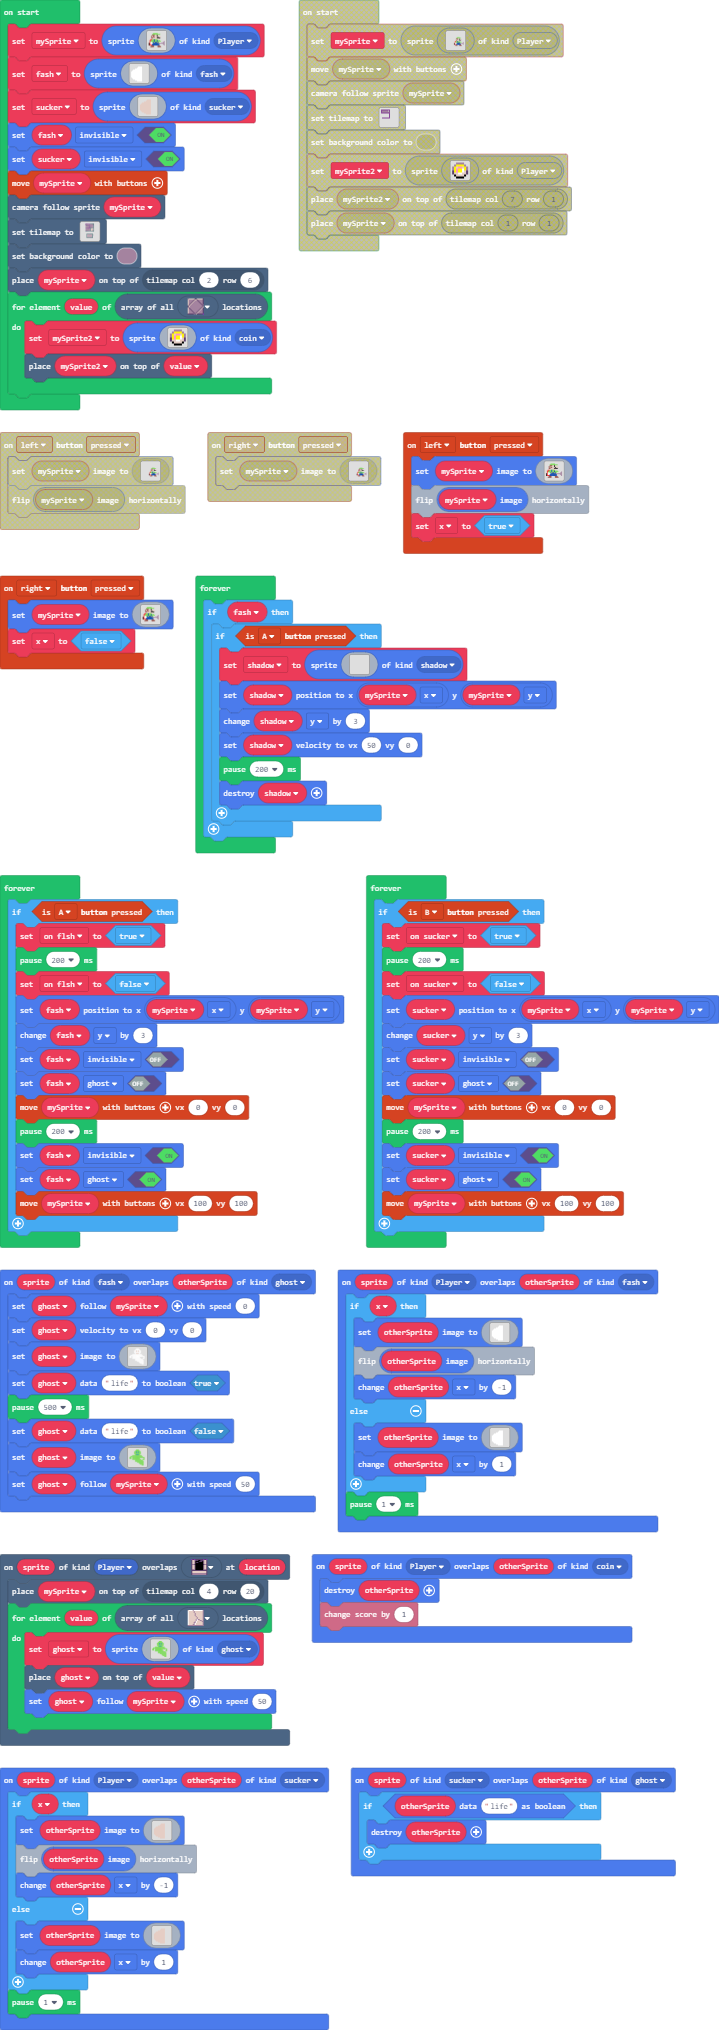 on start
set mySprite to sprite of kind Player
set fash to sprite of kind fash
set sucker to sprite of kind sucker
set fash invisible ON
set sucker invisible ON
move mySprite with buttons
camera follow sprite mySprite
set tilemap to
set background color to
place mySprite on top of tilemap col 2 row 6
for element value of array of all locations
do
set mySprite2 to sprite of kind coin
place mySprite2 on top of value
on start
set mySprite to sprite of kind Player
move mySprite with buttons
camera follow sprite mySprite
set tilemap to
set background color to
set mySprite2 to sprite of kind Player
place mySprite2 on top of tilemap col 7 row 1
place mySprite on top of tilemap col 1 row 1
on left button pressed
set mySprite image to
flip mySprite image horizontally
on right button pressed
set mySprite image to
on left button pressed
set mySprite image to
flip mySprite image horizontally
set x to true
on right button pressed
set mySprite image to
set x to false
forever
if fash then
if is A button pressed then
set shadow to sprite of kind shadow
set shadow position to x mySprite x y mySprite y
change shadow y by 3
set shadow velocity to vx 50 vy 0
pause 200 ms
destroy shadow
forever
if is A button pressed then
set on flsh to true
pause 200 ms
set on flsh to false
set fash position to x mySprite x y mySprite y
change fash y by 3
set fash invisible OFF
set fash ghost OFF
move mySprite with buttons vx 0 vy 0
pause 200 ms
set fash invisible ON
set fash ghost ON
move mySprite with buttons vx 100 vy 100
forever
if is B button pressed then
set on sucker to true
pause 200 ms
set on sucker to false
set sucker position to x mySprite x y mySprite y
change sucker y by 3
set sucker invisible OFF
set sucker ghost OFF
move mySprite with buttons vx 0 vy 0
pause 200 ms
set sucker invisible ON
set sucker ghost ON
move mySprite with buttons vx 100 vy 100
on sprite of kind fash overlaps otherSprite of kind ghost
set ghost follow mySprite with speed 0
set ghost velocity to vx 0 vy 0
set ghost image to
set ghost data "life" to boolean true
pause 500 ms
set ghost data "life" to boolean false
set ghost image to
set ghost follow mySprite with speed 50
on sprite of kind Player overlaps otherSprite of kind fash
if x then
set otherSprite image to
flip otherSprite image horizontally
change otherSprite x by -1
else
set otherSprite image to
change otherSprite x by 1
pause 1 ms
on sprite of kind Player overlaps at location
place mySprite on top of tilemap col 4 row 20
for element value of array of all locations
do
set ghost to sprite of kind ghost
place ghost on top of value
set ghost follow mySprite with speed 50
on sprite of kind Player overlaps otherSprite of kind coin
destroy otherSprite
change score by 1
on sprite of kind Player overlaps otherSprite of kind sucker
if x then
set otherSprite image to
flip otherSprite image horizontally
change otherSprite x by -1
else
set otherSprite image to
change otherSprite x by 1
pause 1 ms
on sprite of kind sucker overlaps otherSprite of kind ghost
if otherSprite data "life" as boolean then
destroy otherSprite